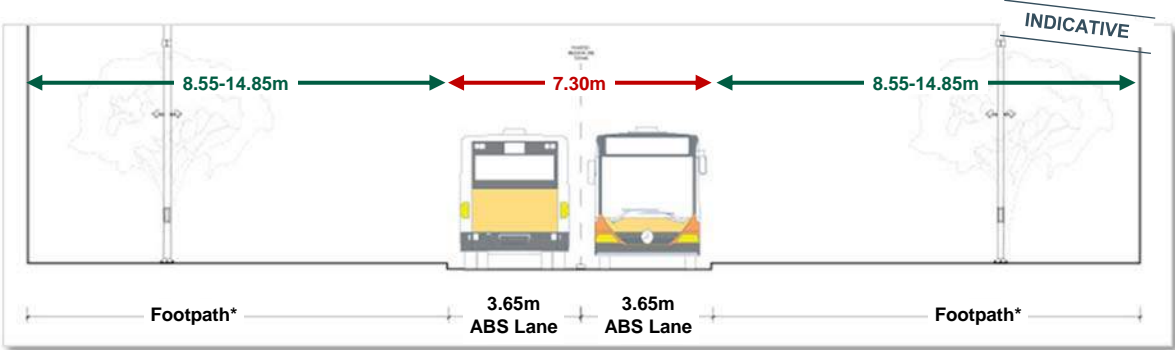 INDICATIVE
8.55-14.85m
7.30m
8.55-14.85m
Footpath*
3.65m
ABS Lane
3.65m
ABS Lane
Footpath*